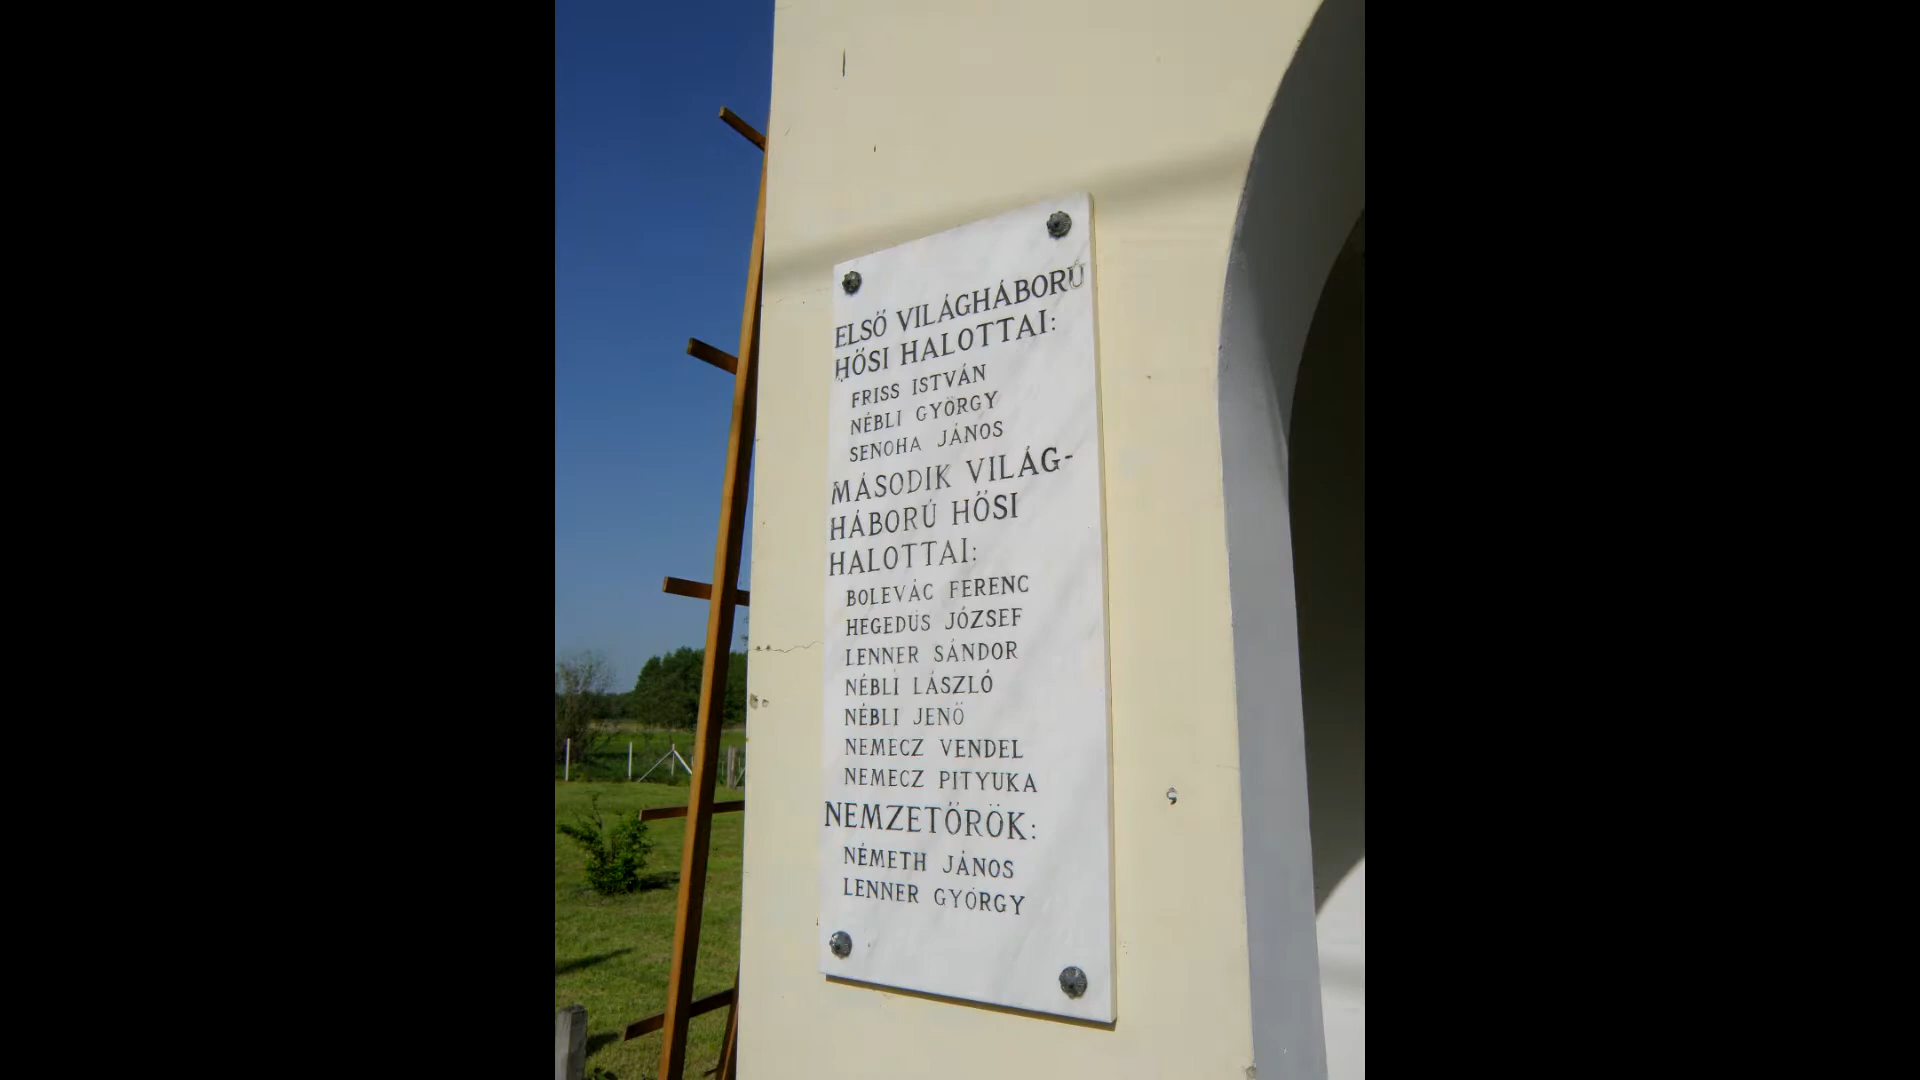 ELSŐ VILÁGHÁBORÚ
HŐSI HALOTTAI:
FRISS ISTVÁN
NÉBLI GYÖRGY
SENOHA JÁNOS
MÁSODIK VILÁG-
HÁBORÚ HŐSI
HALOTTAI:
BOLEVÁC FERENC
HEGEDŰS JÓZSEF
LENNER SÁNDOR
NÉBLI LÁSZLÓ
NÉBLI JENŐ
NEMECZ VENDEL
NEMECZ PITYUKA
NEMZETŐRÖK:
NÉMETH JÁNOS
LENNER GYÖRGY